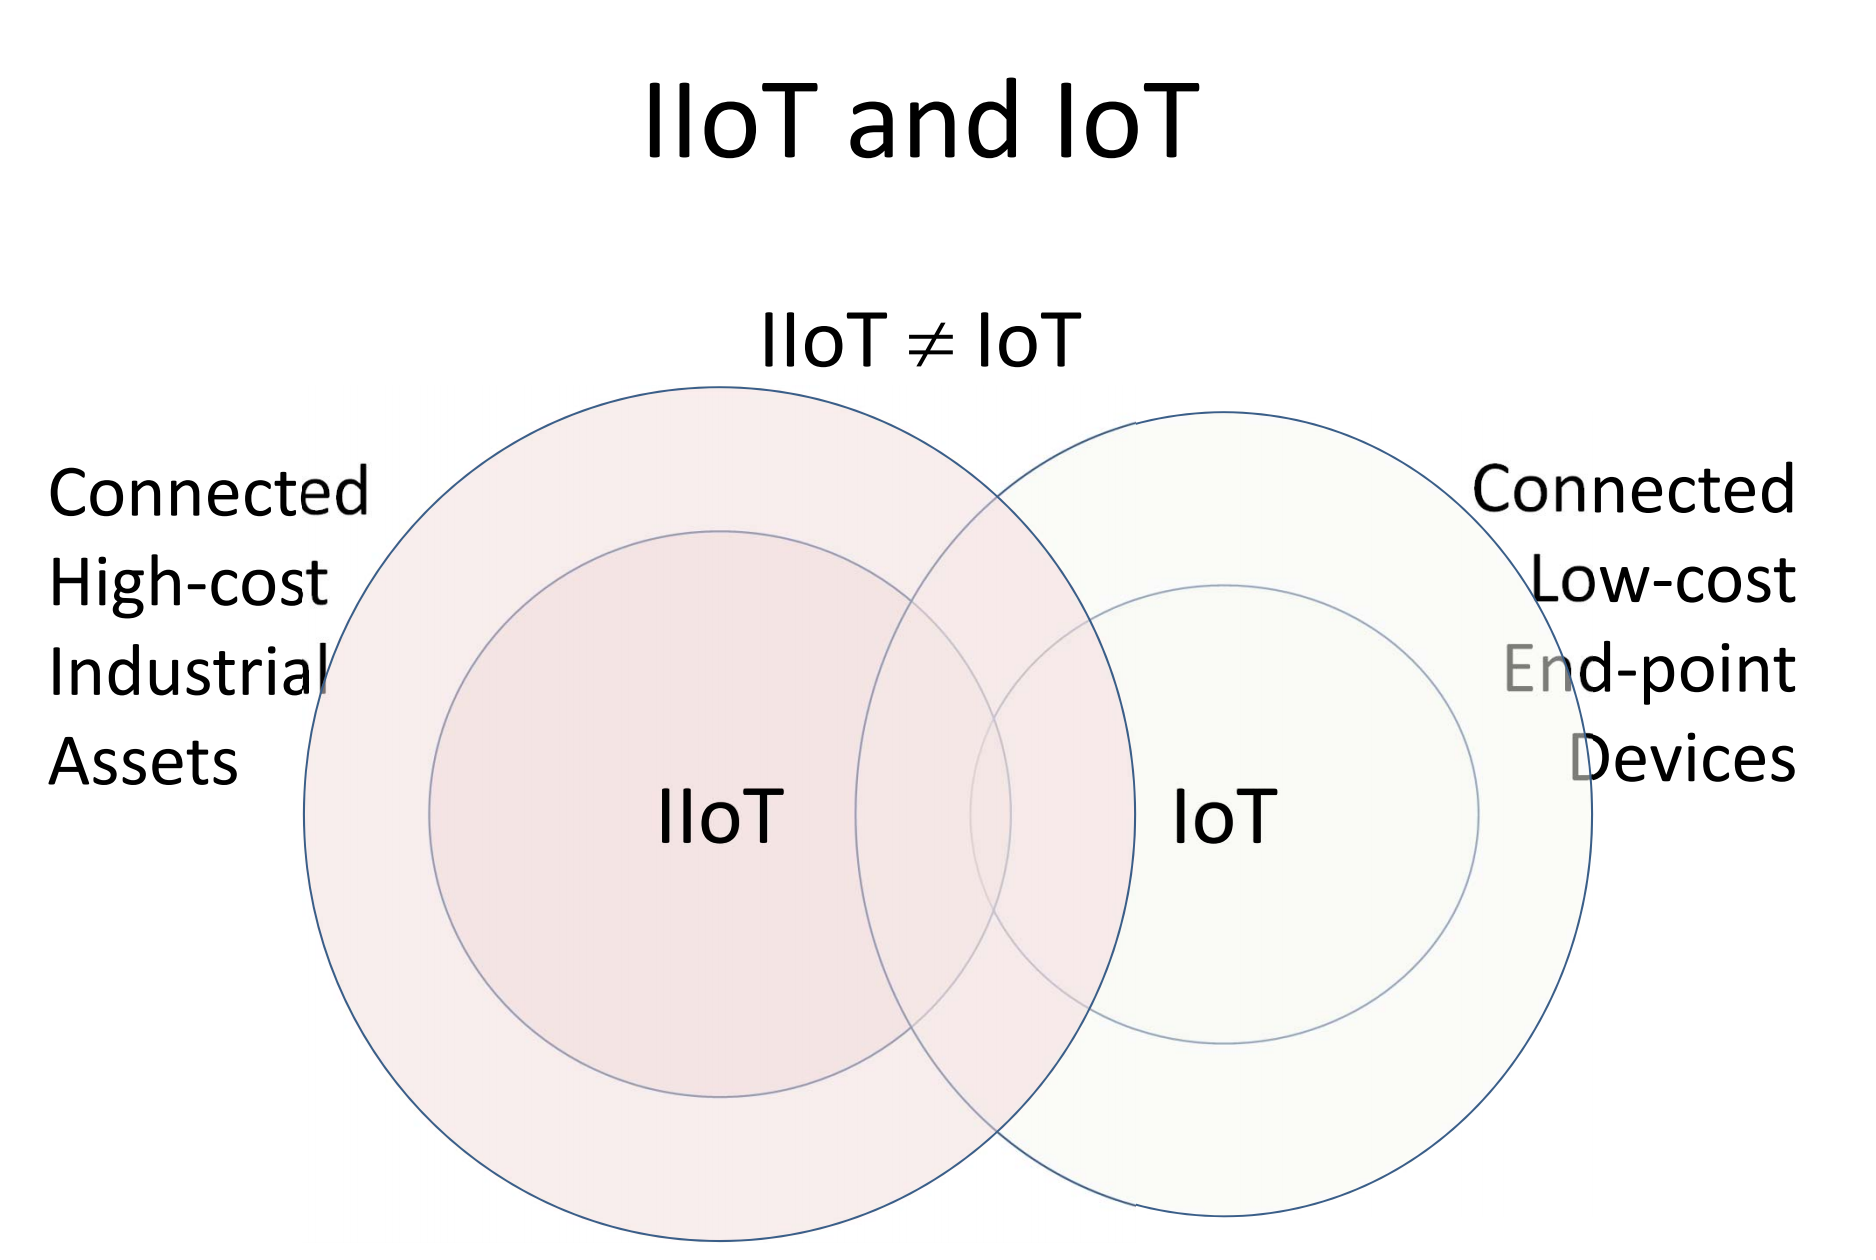 IIoT and IoT
IIoT ≠ IoT
Connected
High-cost
Industrial
Assets
Connected
Low-cost
End-point
Devices
IIoT
IoT